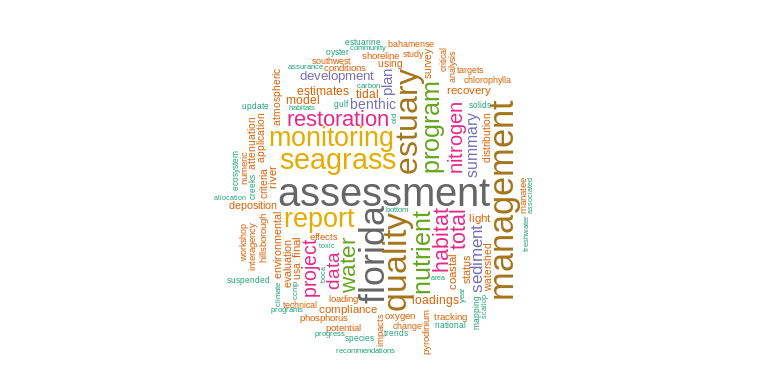 estuarine
community
bahamense
oyster
shoreline
study
southwest
using
survey
critical
analysis
assurance
conditions
targets
development
plan
chlorophylla
carbon
estimates
tidal
recovery
atmospheric
model
gulf
benthic
estuary
program
nitrogen
solids
update
habitats
restoration
old
summary
distribution
management
attenuation
application
monitoring
seagrass
ecosystem
numeric
creeks
criteria
river
assessment
allocation
deposition
report
florida
quality
bottom
nutrient
habitat
total
light
manatee
associated
freshwater
workshop
interagency
hillsborough
environmental
effects
toxic
evaluation
usa
final
project
data
boca
water
area
coastal
status
sediment
watershed
suspended
climate
ccmp
loading
loadings
year
mapping
scallop
programs
technical
compliance
phosphorus
oxygen
tracking
potential
impacts
change
pyrodinium
national
progress
species
trends
recommendations